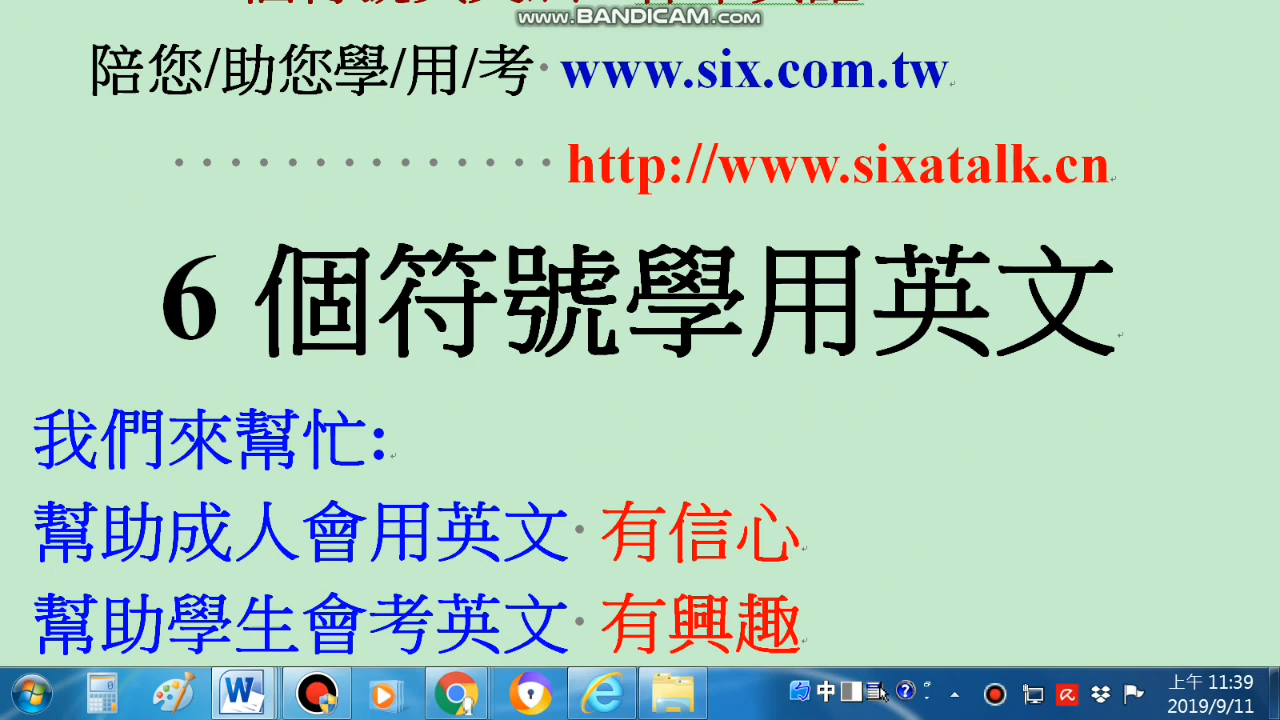 www.BANDICAM.com
陪您/助您學/用/考 www.six.com.tw
http://www.sixatalk.cn
6 個符號學用英文
我們來幫忙:
幫助成人會用英文 有信心
幫助學生會考英文 有興趣
中
上午 11:39
2019/9/11